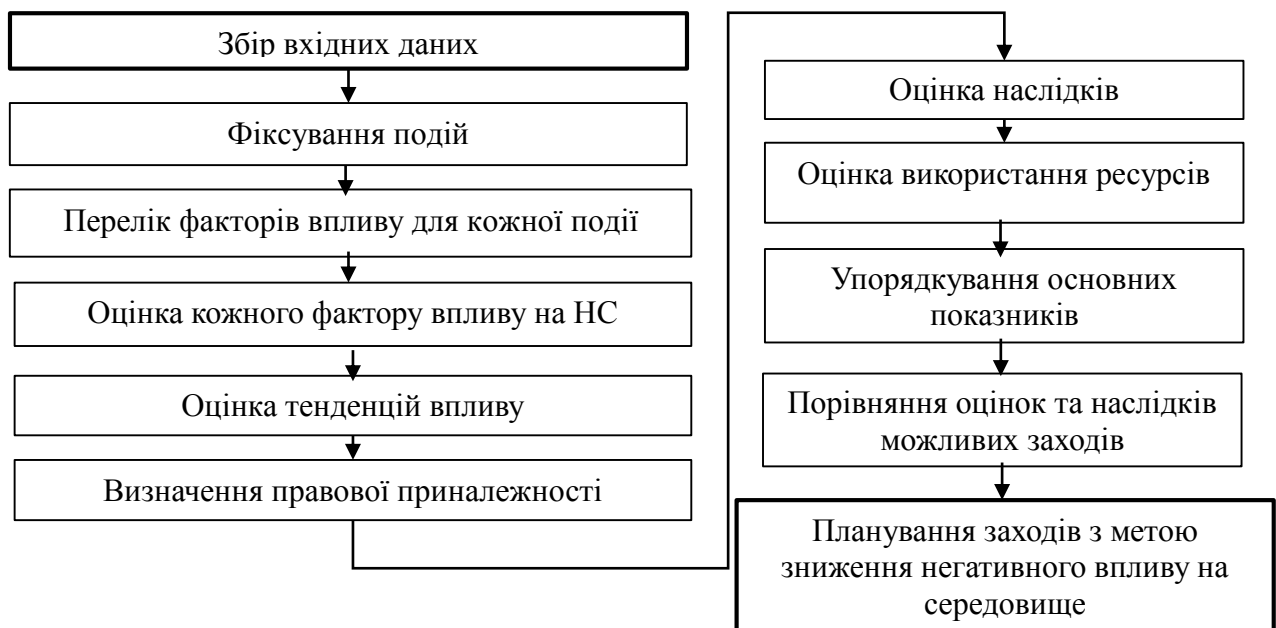 Збір вхідних даних
Фіксування подій
Перелік факторів впливу для кожної події
Оцінка кожного фактору впливу на НС
Оцінка тенденцій впливу
Визначення правової приналежності
Оцінка наслідків
Оцінка використання ресурсів
Упорядкування основних
показників
Порівняння оцінок та наслідків
можливих заходів
Планування заходів з метою
зниження негативного впливу на
середовище